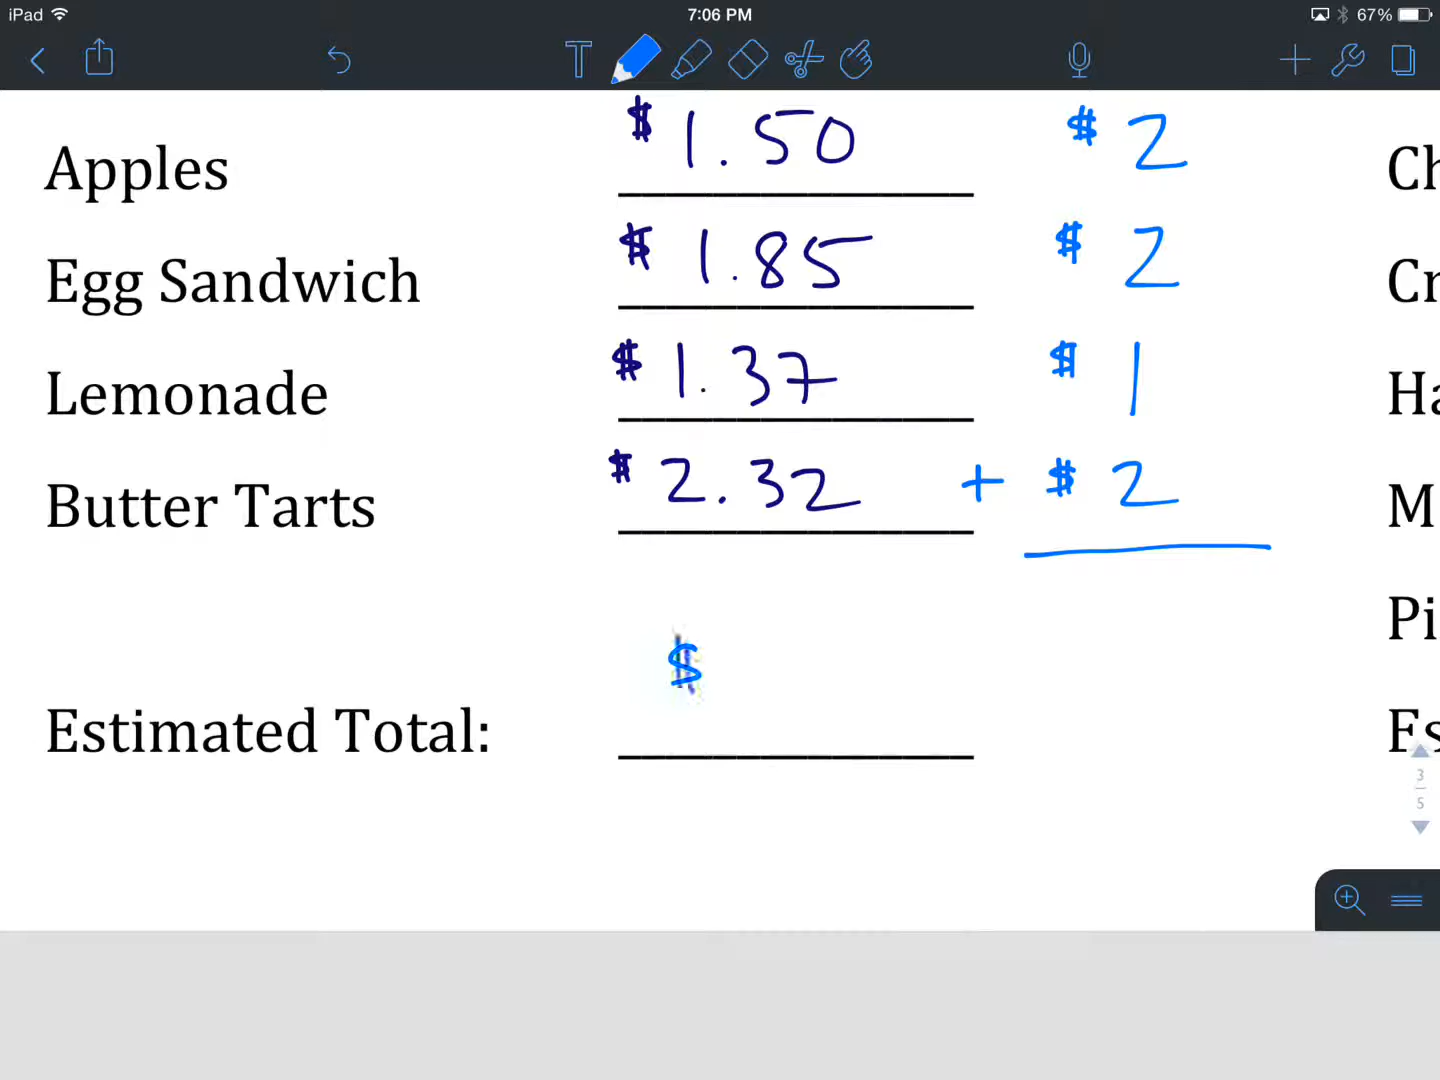 iPad 7:06 PM 67%
T
Apples $ 1.50 $ 2 Ch
Egg Sandwich $ 1.85 $ 2 Cr
Lemonade $ 1.37 $ 1 Ha
Butter Tarts $ 2.32 + $ 2 M
Pi
$
Estimated Total: Es
3
5